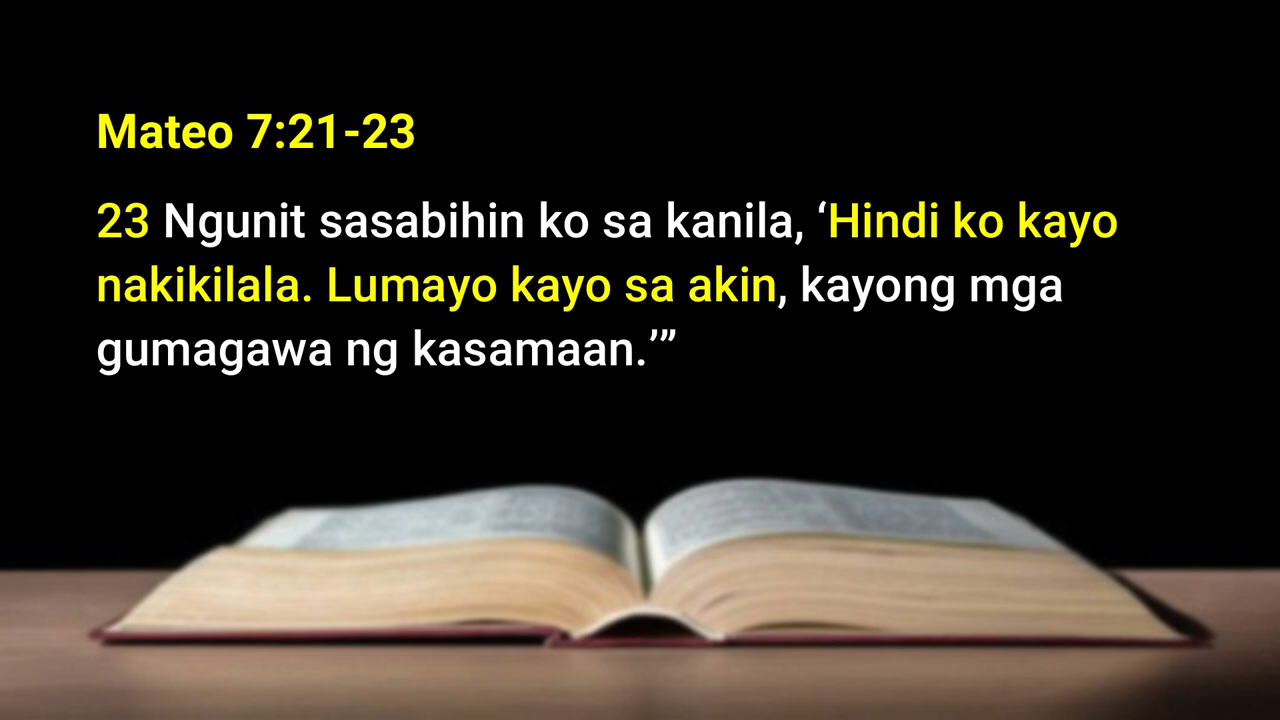 Mateo 7:21-23
23 Ngunit sasabihin ko sa kanila, ‘Hindi ko kayo
nakikilala. Lumayo kayo sa akin, kayong mga
gumagawa ng kasamaan.’”